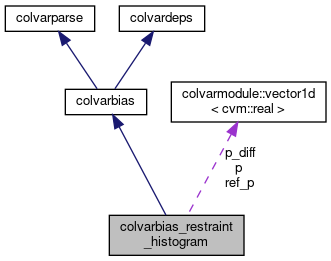 colvarparse
colvardeps
colvarbias
colvarmodule::vector1d
< cvm::real >
p_diff
p
ref_p
colvarbias_restraint
_histogram